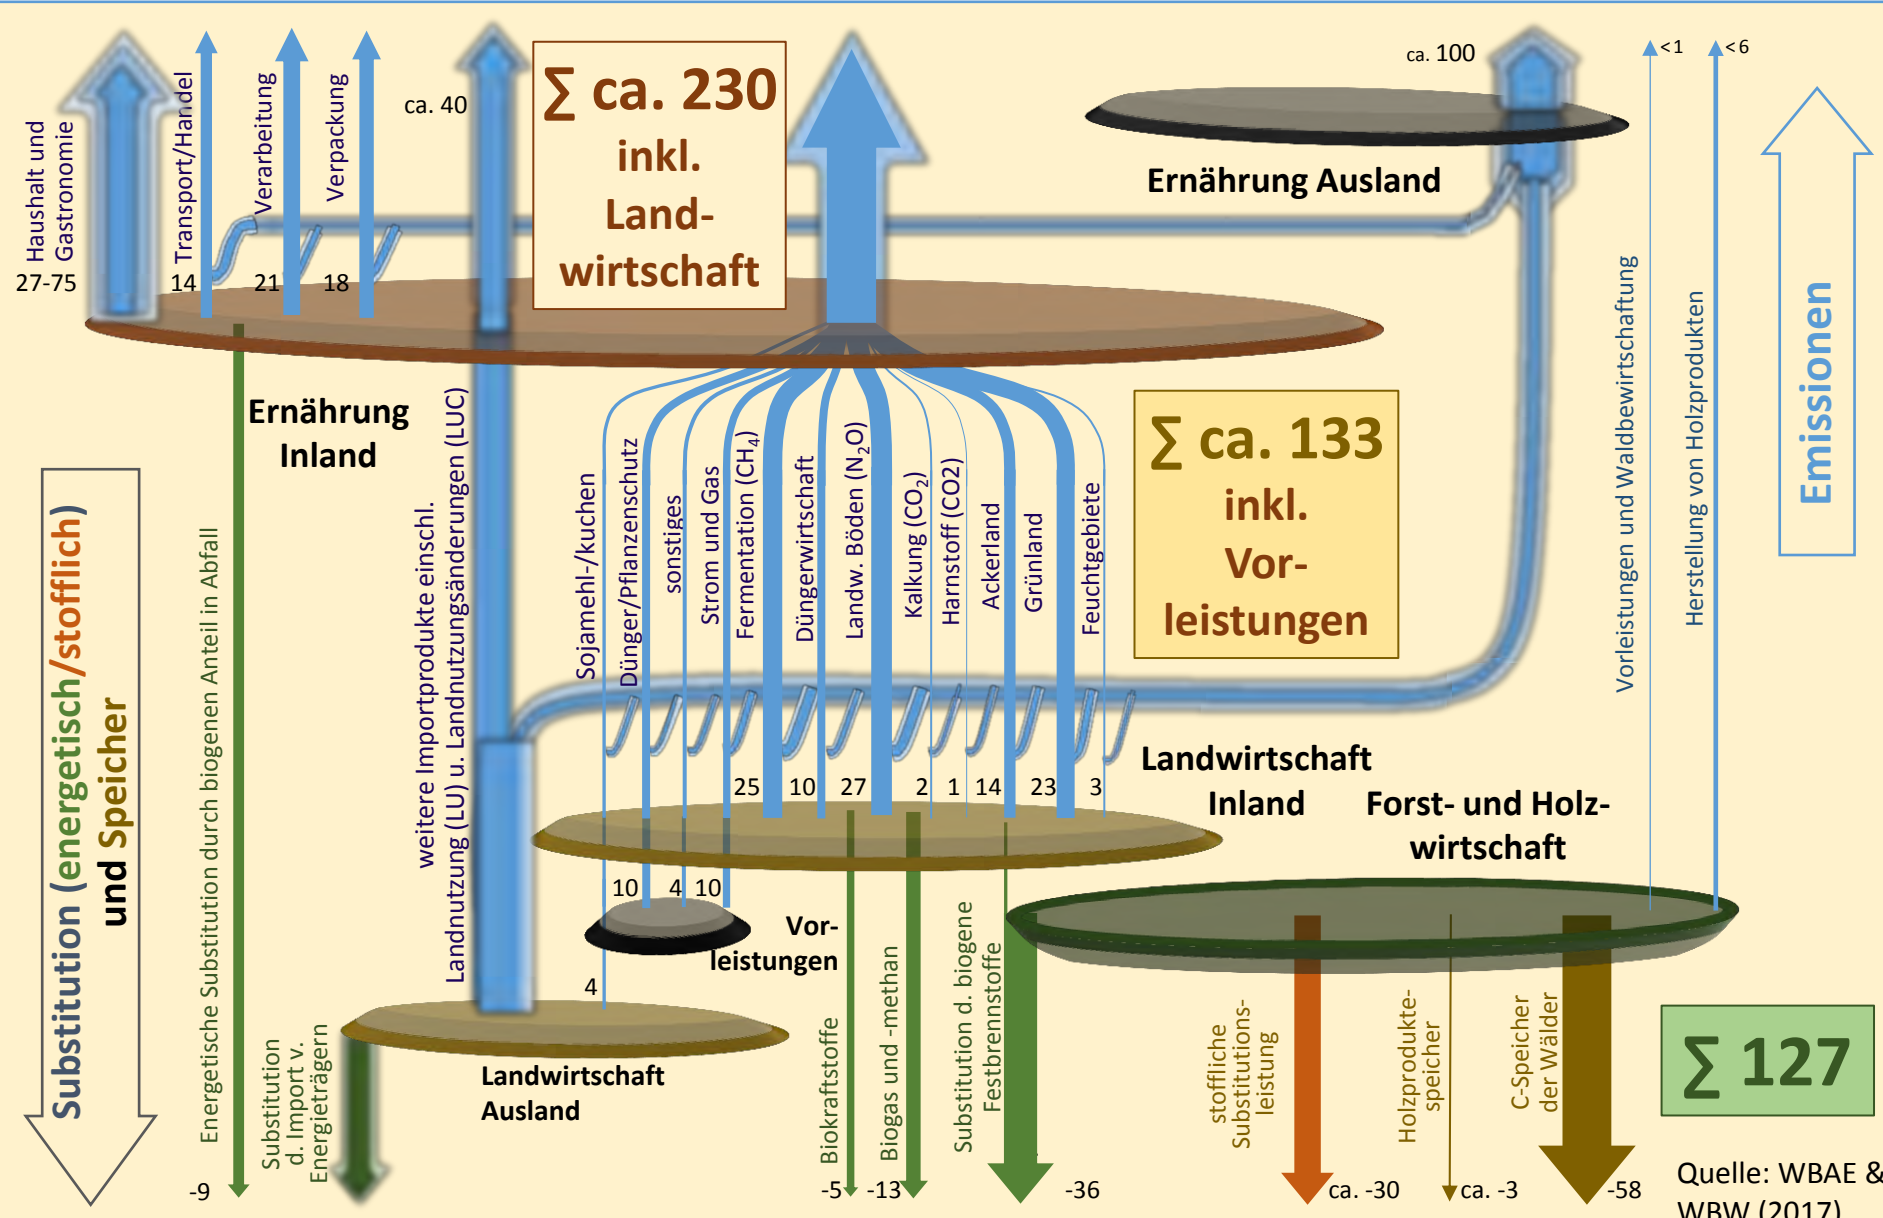 Haushalt und
Gastronomie
27-75
Transport/Handel
14
Verarbeitung
21
Verpackung
18
ca. 40
∑ ca. 230
inkl.
Land-
wirtschaft
ca. 100
Ernährung Ausland
< 1
< 6
Emissionen
Ernährung
Inland
Substitution (energetisch/stofflich)
und Speicher
Energetische Substitution durch biogenen Anteil in Abfall
-9
weitere Importprodukte einschl.
Landnutzung (LU) u. Landnutzungsänderungen (LUC)
Sojamehl-/kuchen
Dünger/Pflanzenschutz
sonstiges
Strom und Gas
Fermentation (CH₄)
Düngerwirtschaft
Landw. Böden (N₂O)
Kalkung (CO₂)
Harnstoff (CO2)
Ackerland
Grünland
Feuchtgebiete
∑ ca. 133
inkl.
Vor-
leistungen
Vorleistungen und Waldbewirtschaftung
Herstellung von Holzprodukten
25
10
27
2
1
14
23
3
Landwirtschaft
Inland
Forst- und Holz-
wirtschaft
10
4
10
Vor-
leistungen
4
Landwirtschaft
Ausland
Substitution
d. Import v.
Energieträgern
Biokraftstoffe
-5
Biogas und -methan
-13
Substitution d. biogene
Festbrennstoffe
-36
stoffliche
Substitutions-
leistung
ca. -30
Holzprodukte-
speicher
ca. -3
C-Speicher
der Wälder
-58
∑ 127
Quelle: WBAE &
WBW (2017)